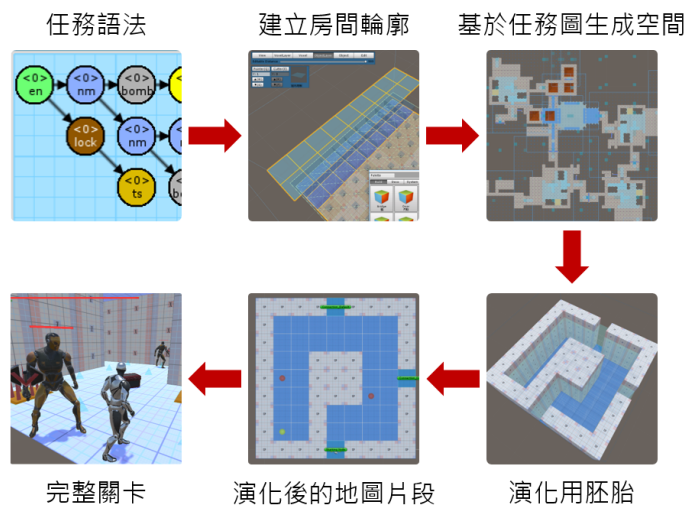 任務語法
建立房間輪廓
基於任務圖生成空間
<0>
en
<0>
nm
<0>
bomb
<0>
lock
<0>
nm
<0>
ts
完整關卡
演化後的地圖片段
演化用胚胎